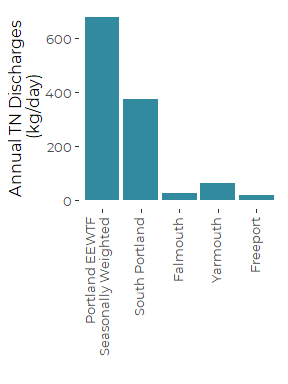 Annual TN Discharges
(kg/day)
600
400
200
0
Portland EEWTF
Seasonally Weighted
South Portland
Falmouth
Yarmouth
Freeport